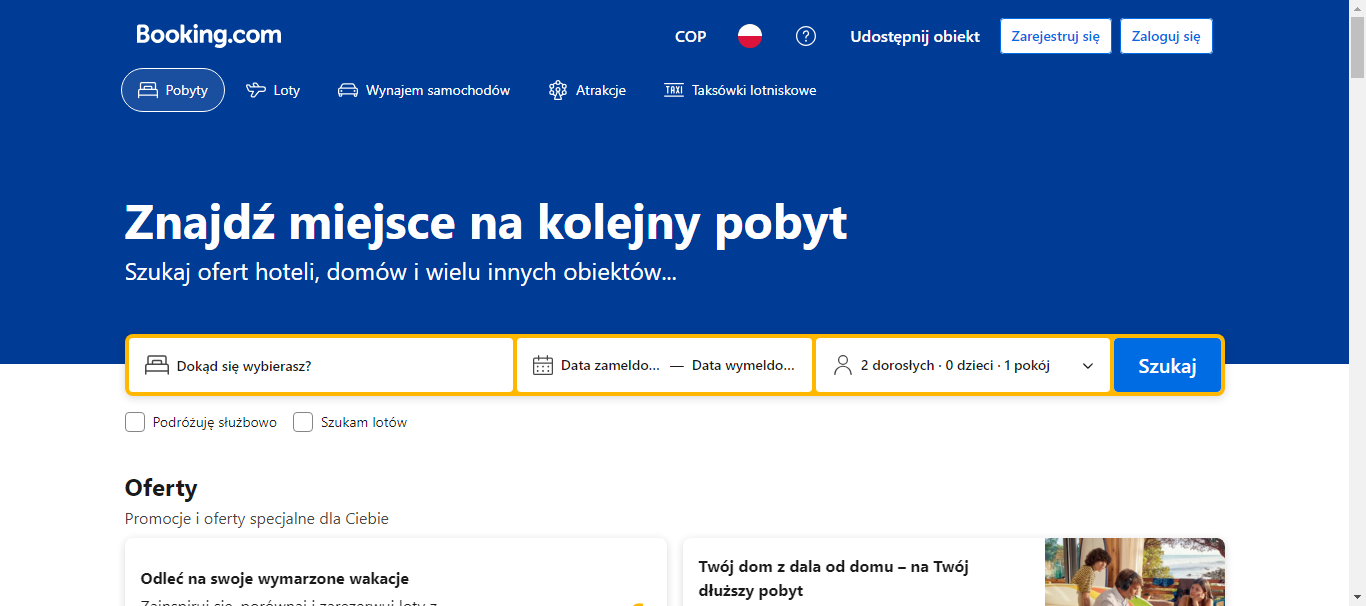 Booking.com
COP
Udostępnij obiekt
Zarejestruj się
Zaloguj się
Pobyty
Loty
Wynajem samochodów
Atrakcje
TAXI
Taksówki lotniskowe
Znajdź miejsce na kolejny pobyt
Szukaj ofert hoteli, domów i wielu innych obiektów...
Dokąd się wybierasz?
Data zameldo... — Data wymeldo...
2 dorosłych · 0 dzieci · 1 pokój
Szukaj
Podróżuję służbowo
Szukam lotów
Oferty
Promocje i oferty specjalne dla Ciebie
Odleć na swoje wymarzone wakacje
Zainspiruj się, porównaj i zarezerwuj loty z
Twój dom z dala od domu – na Twój
dłuższy pobyt